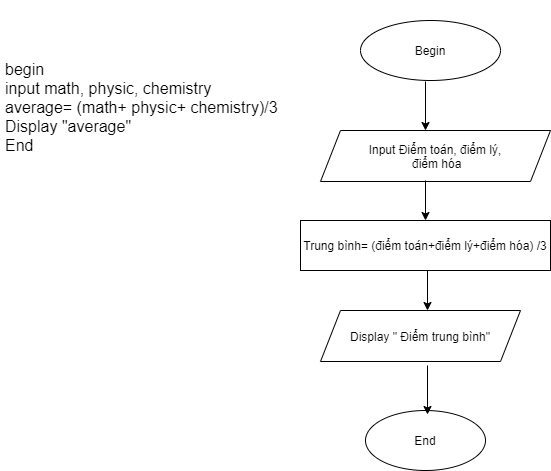 begin
input math, physic, chemistry
average= (math+ physic+ chemistry)/3
Display "average"
End
Begin
Input Điểm toán, điểm lý,
điểm hóa
Trung bình= (điểm toán+điểm lý+điểm hóa) /3
Display " Điểm trung bình"
End